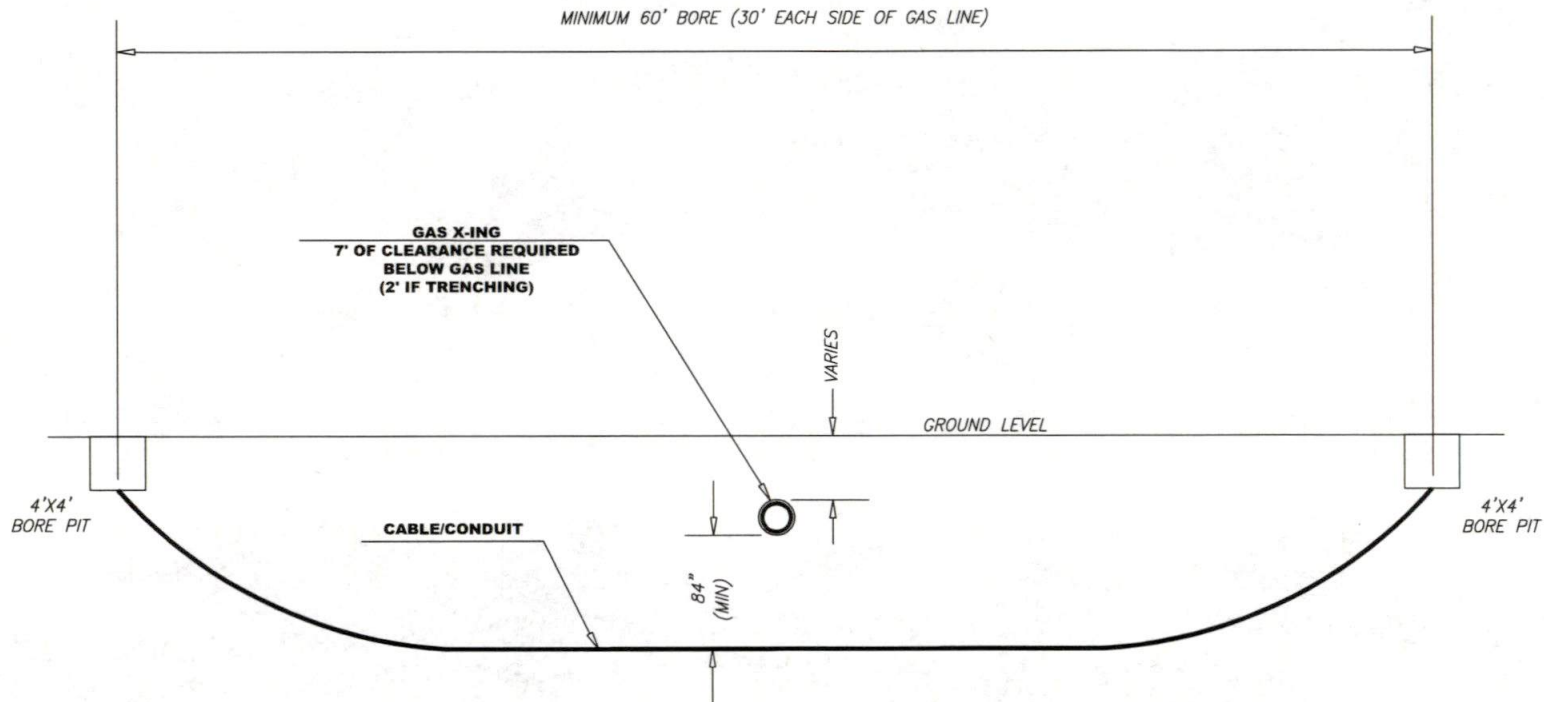 MINIMUM 60' BORE (30' EACH SIDE OF GAS LINE)
GAS X-ING
7' OF CLEARANCE REQUIRED
BELOW GAS LINE
(2' IF TRENCHING)
VARIES
GROUND LEVEL
4'X4'
BORE PIT
CABLE/CONDUIT
84"
(MIN)
4'X4'
BORE PIT